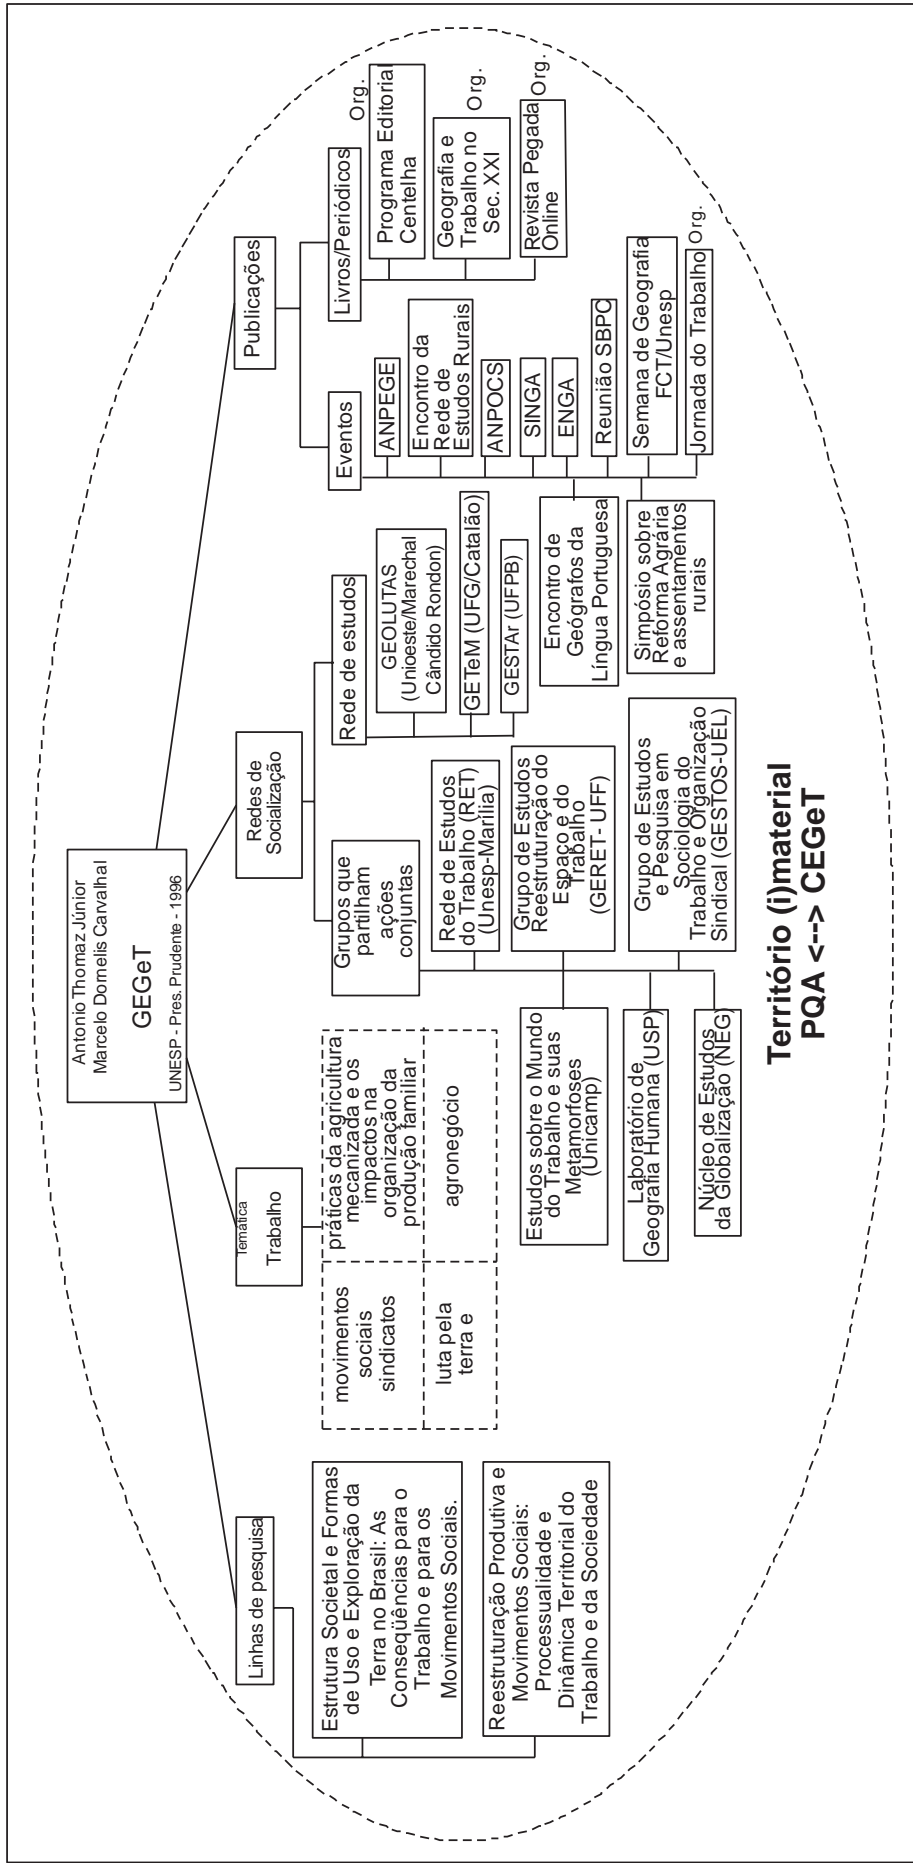 Antonio Thomaz Júnior
Marcelo Dornelis Carvalhal
GEGeT
UNESP - Pres. Prudente - 1996
Linhas de pesquisa
Estrutura Societal e Formas
de Uso e Exploração da
Terra no Brasil: As
Conseqüências para o
Trabalho e para os
Movimentos Sociais.
Reestruturação Produtiva e
Movimentos Sociais:
Processualidade e
Dinâmica Territorial do
Trabalho e da Sociedade
Temática
Trabalho
movimentos
sociais
sindicatos
práticas da agricultura
mecanizada e os
impactos na
organização da
produção familiar
luta pela
terra e
agronegócio
Redes de
Socialização
Grupos que
partilham
ações
conjuntas
Rede de Estudos
do Trabalho (RET)
(Unesp-Marília)
Grupo de Estudos
Reestruturação do
Espaço e do
Trabalho
(GERET- UFF)
Grupo de Estudos
e Pesquisa em
Sociologia do
Trabalho e Organização
Sindical (GESTOS-UEL)
Estudos sobre o Mundo
do Trabalho e suas
Metamorfoses
(Unicamp)
Laboratório de
Geografia Humana (USP)
Núcleo de Estudos
da Globalização (NEG)
Rede de estudos
GEOLUTAS
(Unioeste/Marechal
Cândido Rondon)
GETeM (UFG/Catalão)
GESTAr (UFPB)
Publicações
Eventos
ANPEGE
Encontro da
Rede de
Estudos Rurais
ANPOCS
SINGA
ENGA
Reunião SBPC
Semana de Geografia
FCT/Unesp
Jornada do Trabalho
Org.
Encontro de
Geógrafos da
Língua Portuguesa
Simpósio sobre
Reforma Agrária
e assentamentos
rurais
Livros/Periódicos
Programa Editorial
Centelha
Org.
Geografia e
Trabalho no
Sec. XXI
Org.
Revista Pegada
Online
Org.
Território (i)material
PQA <--> CEGeT